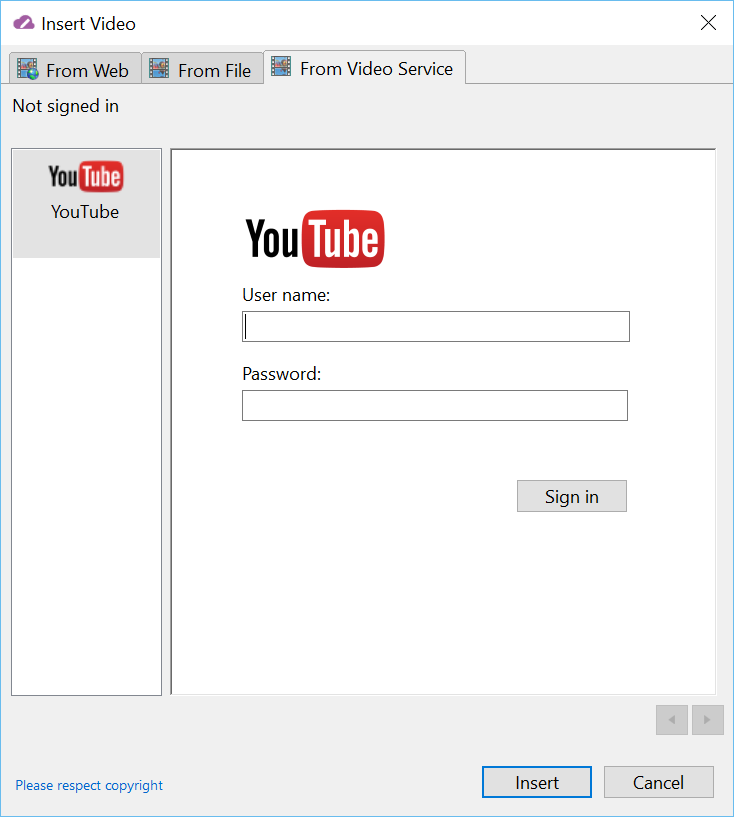 Insert Video
From Web
From File
From Video Service
Not signed in
YouTube
YouTube
YouTube
User name:
Password:
Sign in
Please respect copyright
Insert
Cancel